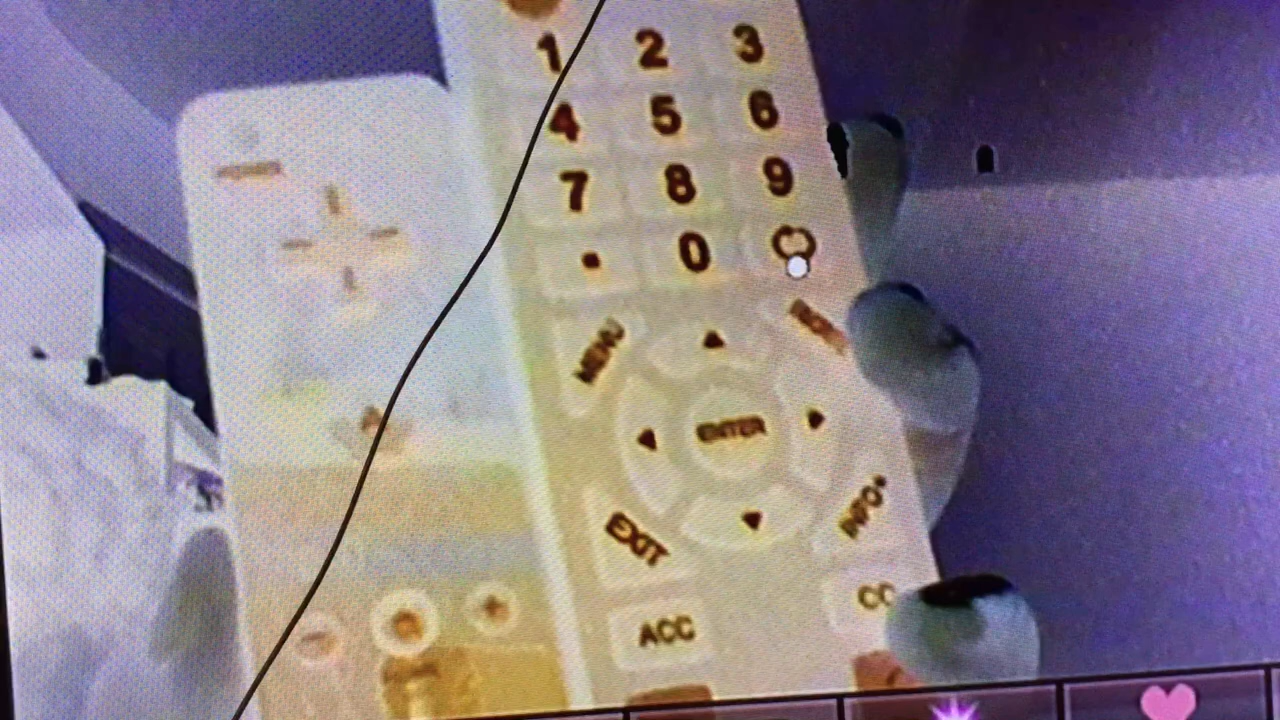 1 2 3
4 5 6
7 8 9
. 0
MENU
ENTER
EXIT INFO+
ACC CC